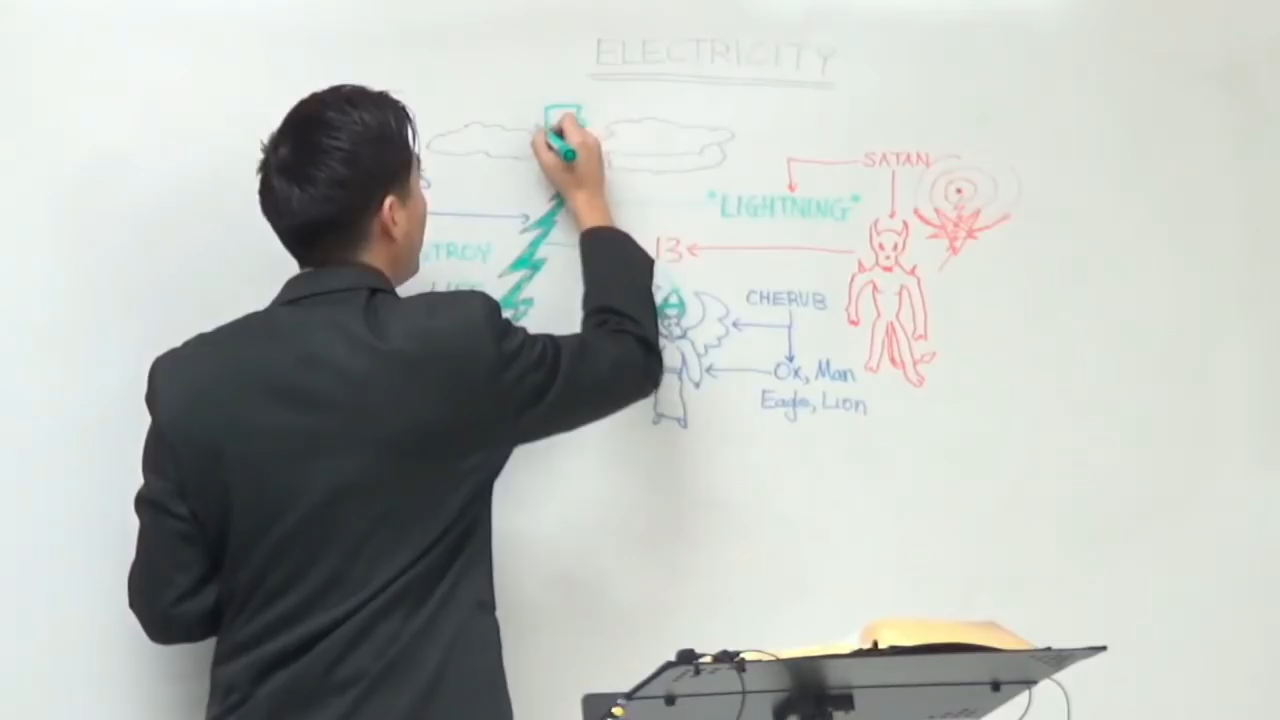 ELECTRICITY
SATAN
"LIGHTNING"
13
CHERUB
Ox, Man
Eagle, Lion